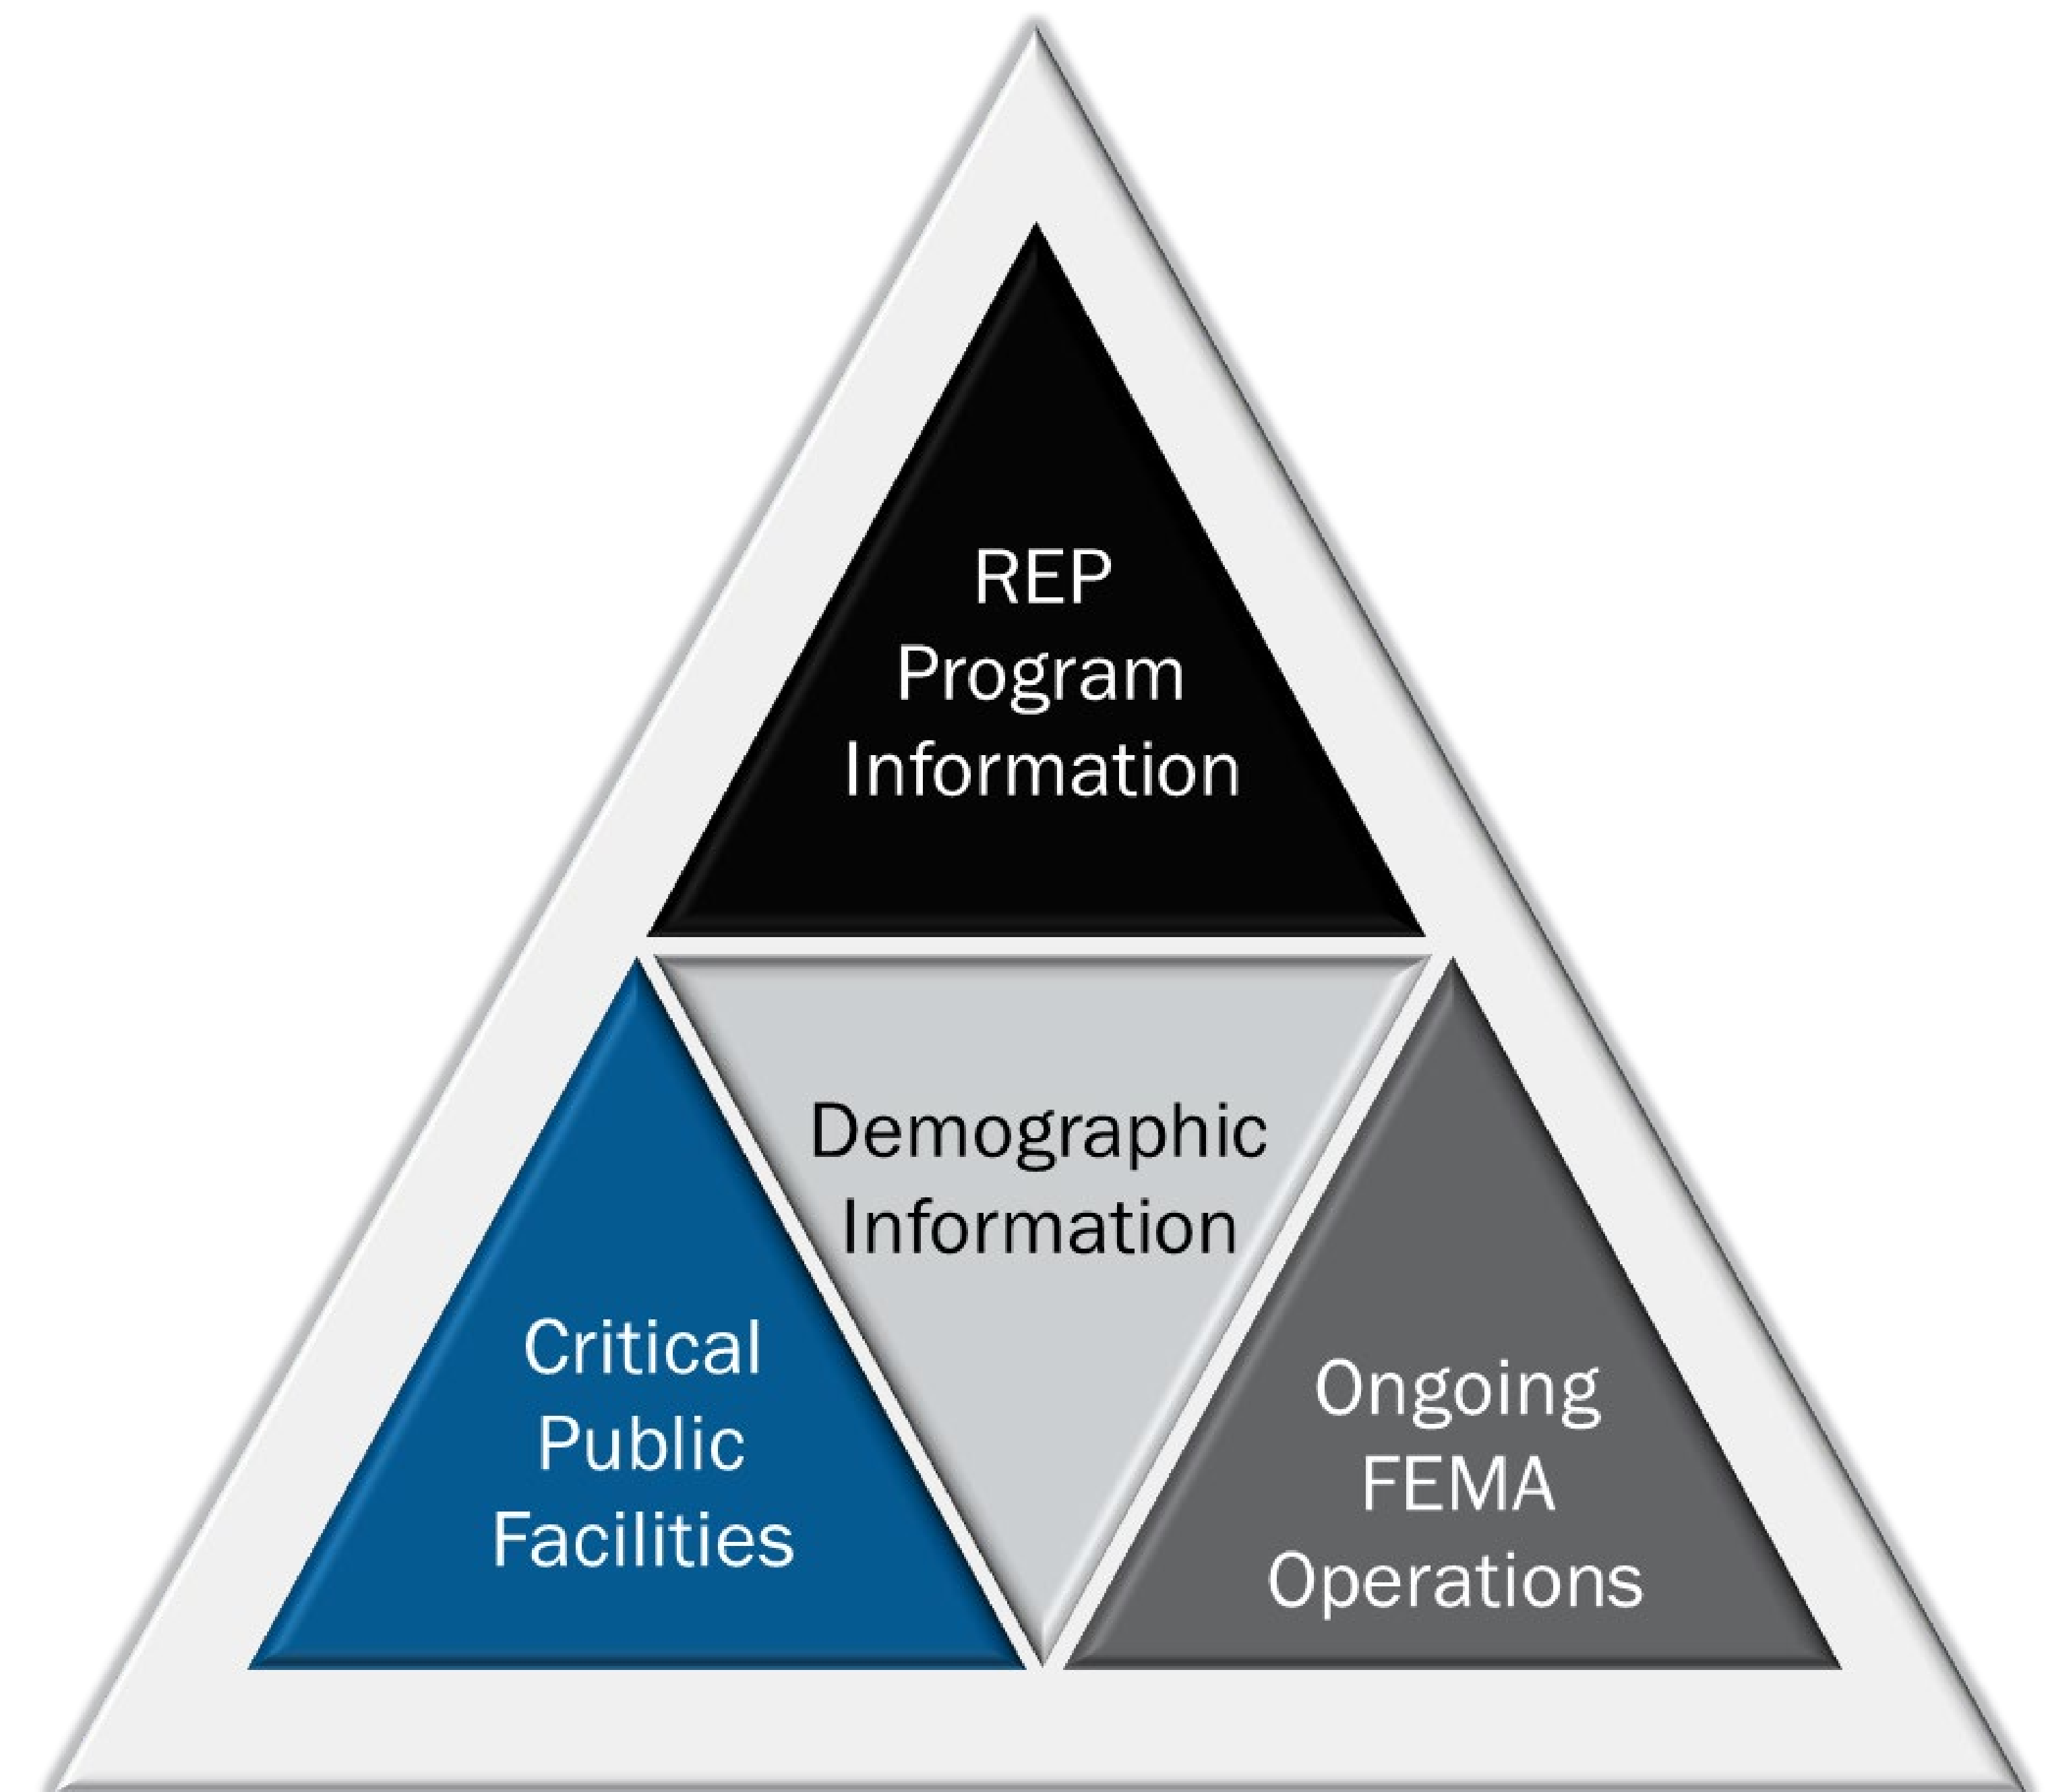 REP
Program
Information
Demographic
Information
Critical
Public
Facilities
Ongoing
FEMA
Operations